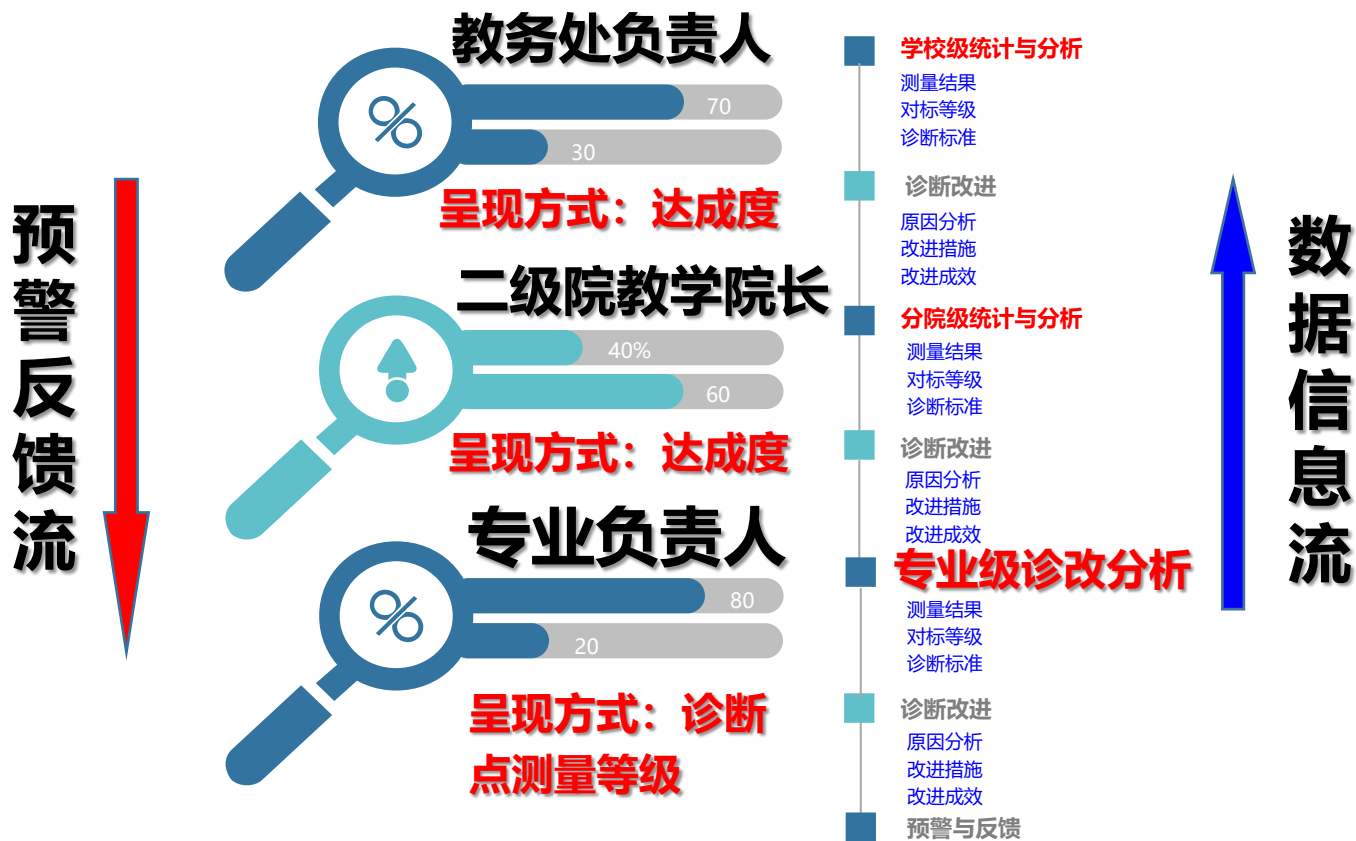 预警反馈流
教务处负责人
70
30
呈现方式：达成度
二级院教学院长
40%
60
呈现方式：达成度
专业负责人
80
20
呈现方式：诊断
点测量等级
学校级统计与分析
测量结果
对标等级
诊断标准
诊断改进
原因分析
改进措施
改进成效
分院级统计与分析
测量结果
对标等级
诊断标准
诊断改进
原因分析
改进措施
改进成效
专业级诊改分析
测量结果
对标等级
诊断标准
诊断改进
原因分析
改进措施
改进成效
预警与反馈
数据信息流